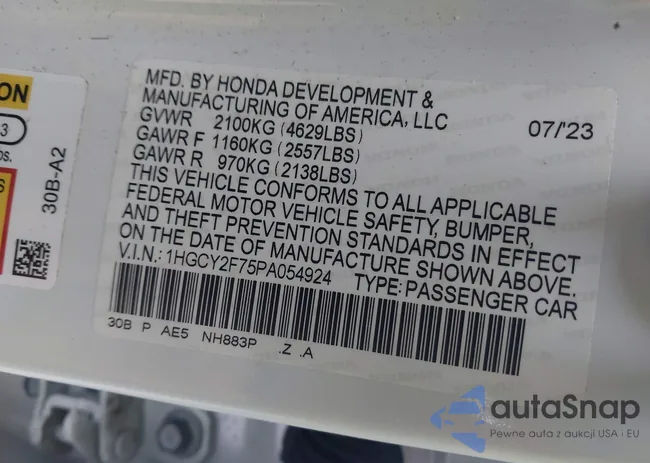 MFD. BY HONDA DEVELOPMENT &
MANUFACTURING OF AMERICA, LLC
GVWR 2100KG (4629LBS) 07/'23
GAWR F 1160KG (2557LBS)
GAWR R 970KG (2138LBS)
THIS VEHICLE CONFORMS TO ALL APPLICABLE
FEDERAL MOTOR VEHICLE SAFETY, BUMPER,
AND THEFT PREVENTION STANDARDS IN EFFECT
ON THE DATE OF MANUFACTURE SHOWN ABOVE.
V.I.N.: 1HGCY2F75PA054924 TYPE: PASSENGER CAR
30B P AE5 NH883P .Z .A
ON
3
30B-A2
autaSnap
Pewne auta z aukcji USA i EU